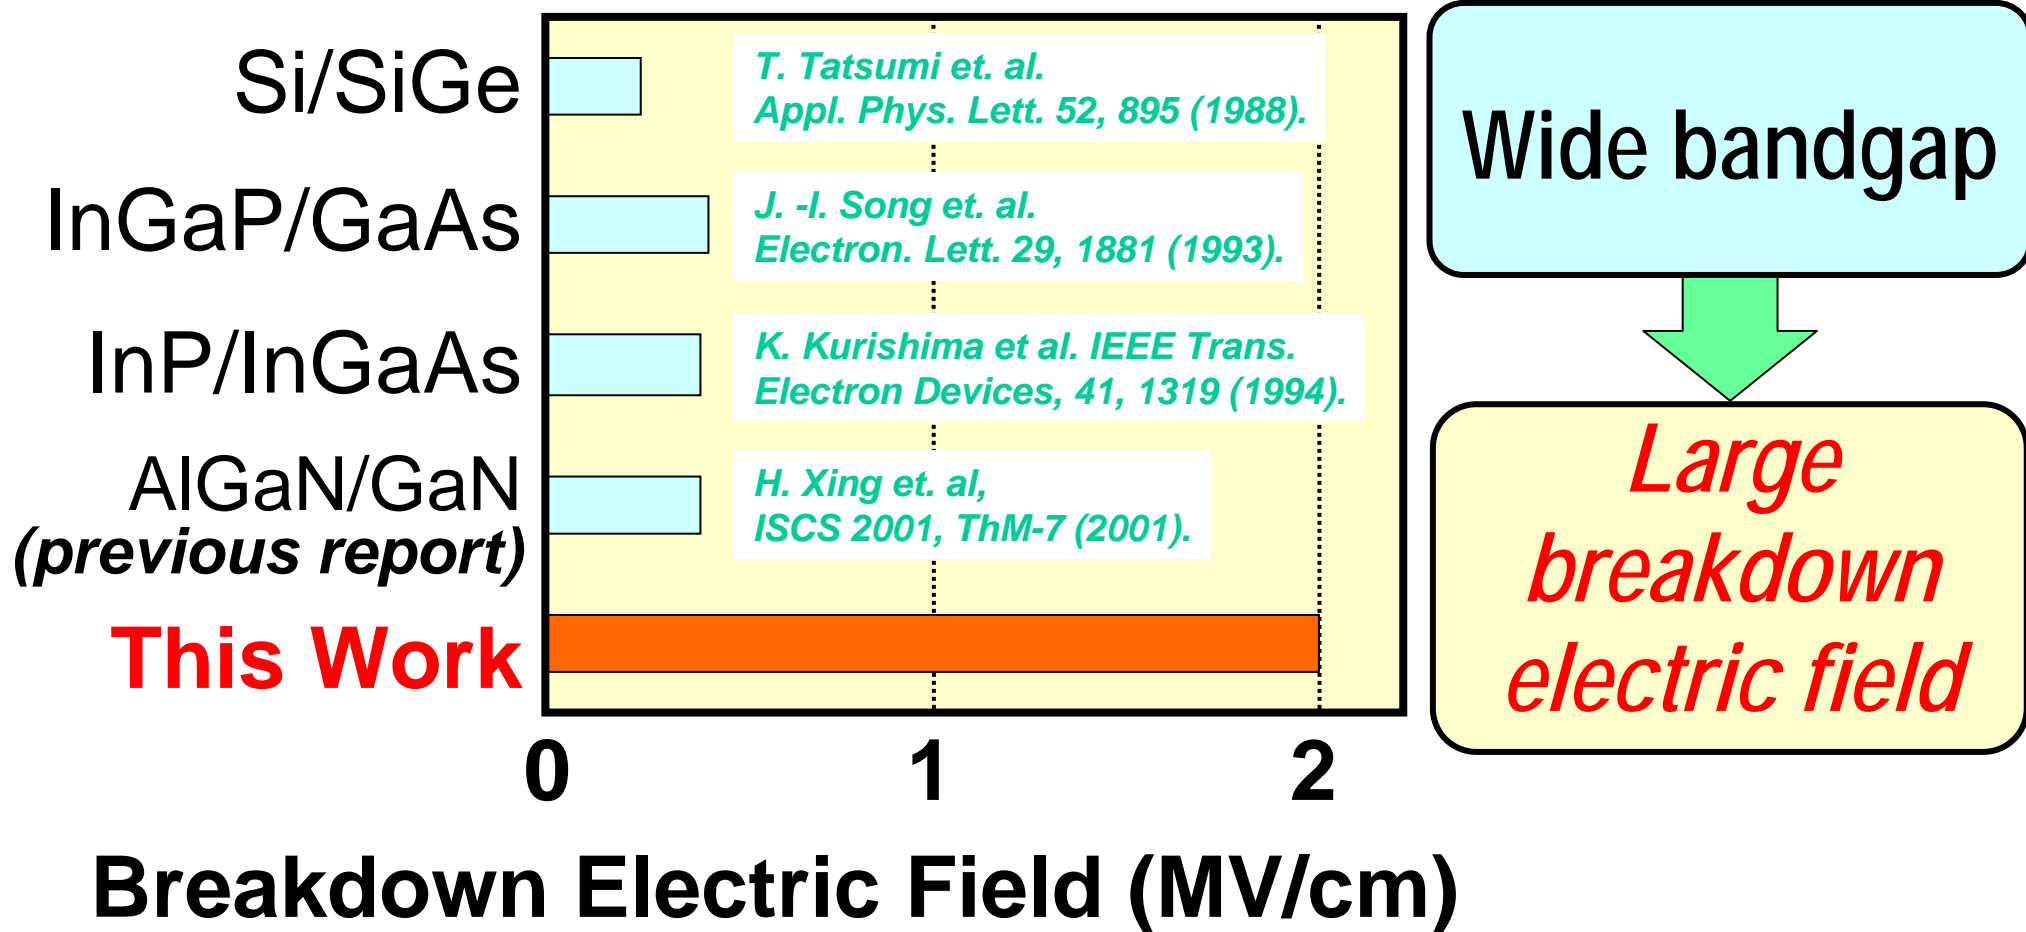 Si/SiGe
T. Tatsumi et. al.
Appl. Phys. Lett. 52, 895 (1988).
InGaP/GaAs
J. -I. Song et. al.
Electron. Lett. 29, 1881 (1993).
InP/InGaAs
K. Kurishima et al. IEEE Trans.
Electron Devices, 41, 1319 (1994).
AlGaN/GaN
(previous report)
H. Xing et. al,
ISCS 2001, ThM-7 (2001).
This Work
0 1 2
Breakdown Electric Field (MV/cm)
Wide bandgap
Large
breakdown
electric field